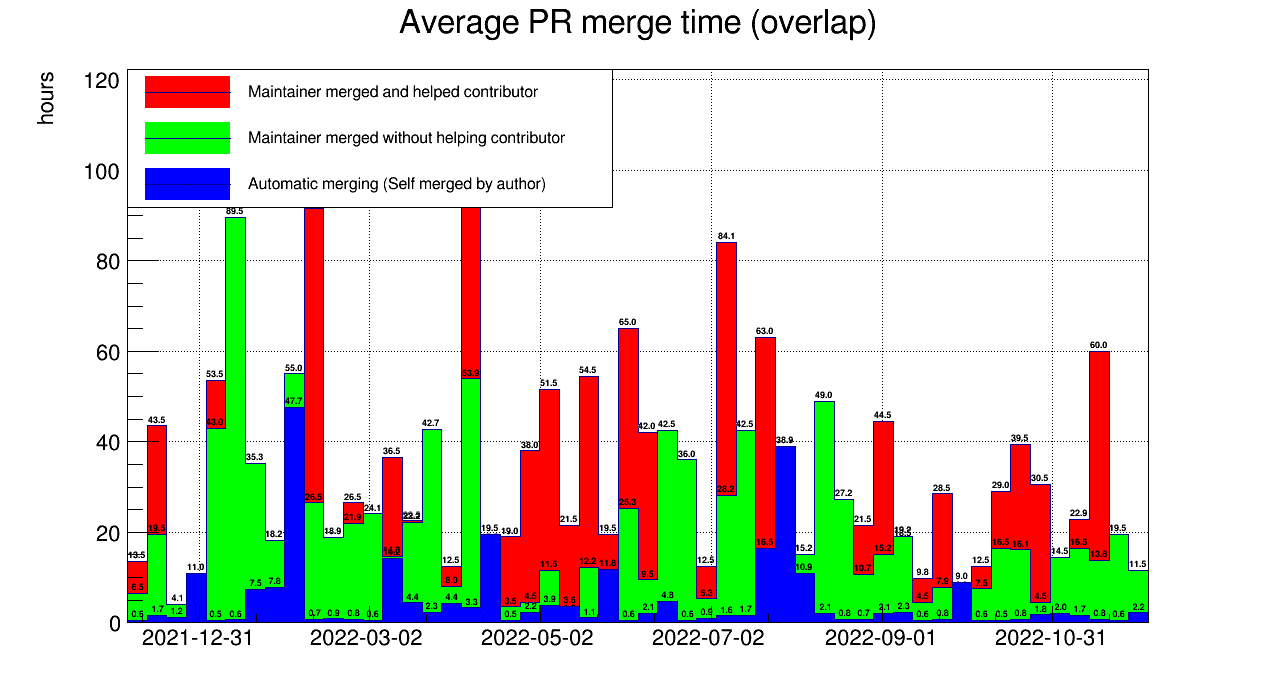 Average PR merge time (overlap)
hours
Maintainer merged and helped contributor
Maintainer merged without helping contributor
Automatic merging (Self merged by author)
120
100
80
60
40
20
0
89.5
84.1
65.0
63.0
60.0
53.5 55.0 53.9 51.5 54.5
43.5 43.0 47.7 42.7 42.0 42.5 42.5 49.0 44.5
35.3 36.5 38.0 36.0 38.9 39.5
26.5 26.5 24.1 25.3 28.2 27.2 28.5 29.0 30.5
19.5 18.2 18.9 21.9 19.5 19.0 21.5 19.5 21.5 22.9 19.5
13.5 11.0 12.5 11.5 12.2 11.8 12.5 16.5 15.2 10.9 10.7 15.2 9.8 9.0 12.5 16.5 16.1 14.5 16.5 13.8 11.5
6.5 4.1 7.5 7.8 4.4 8.0 4.4 3.3 3.5 4.5 3.9 3.6 9.5 4.8 5.3 4.5 7.9 7.5 4.5
0.6 1.7 1.2 0.5 0.6 0.7 0.9 0.8 0.6 2.3 0.5 2.2 1.1 0.6 2.1 0.6 0.9 1.6 1.7 2.1 0.8 0.7 2.1 2.3 0.6 0.8 0.6 0.5 0.8 1.8 2.0 1.7 0.8 0.6 2.2
2021-12-31 2022-03-02 2022-05-02 2022-07-02 2022-09-01 2022-10-31